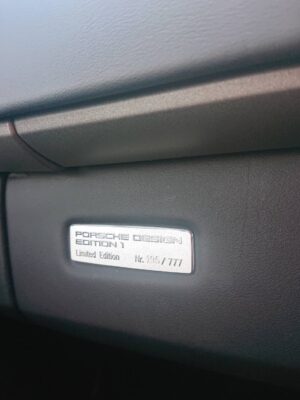 PORSCHE DESIGN
EDITION 1
Limited Edition Nr. / 777